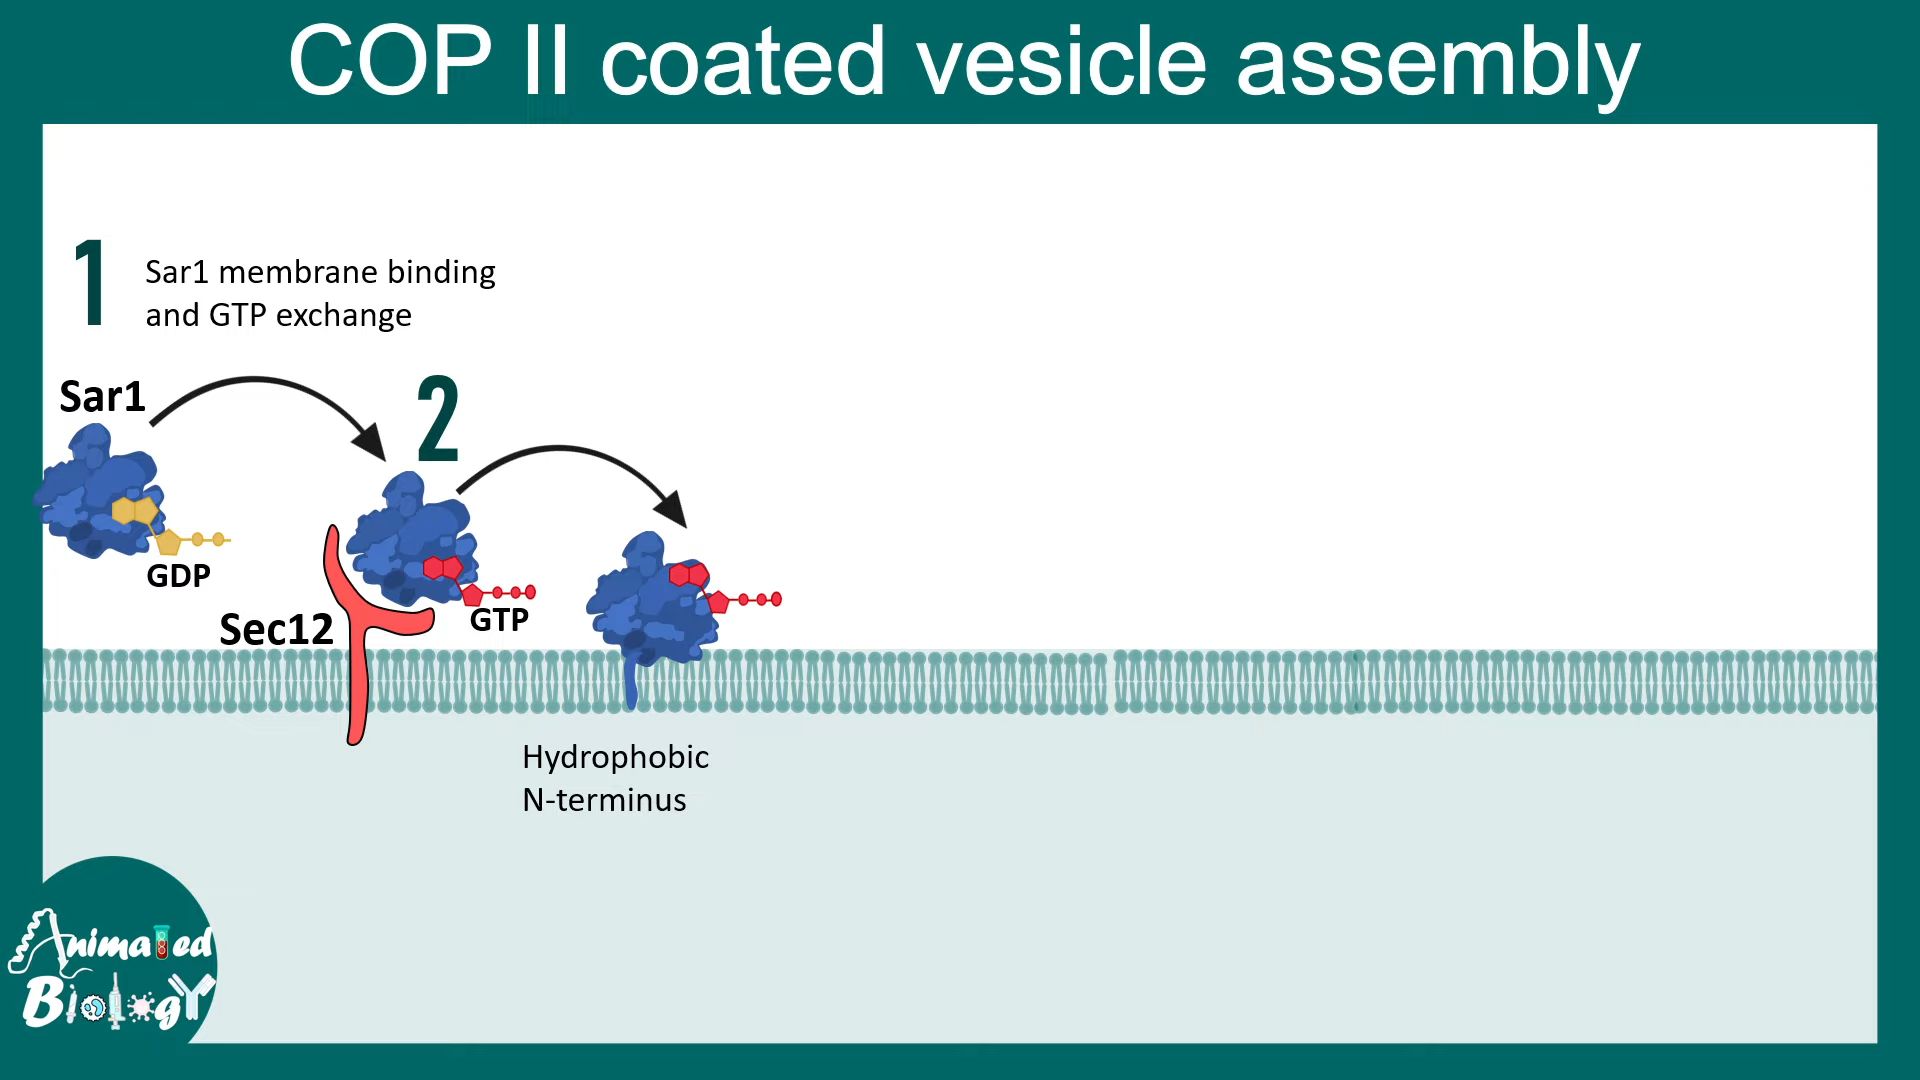 COP II coated vesicle assembly
1
Sar1 membrane binding
and GTP exchange
Sar1
2
GDP
GTP
Sec12
Hydrophobic
N-terminus
Animated
Biology